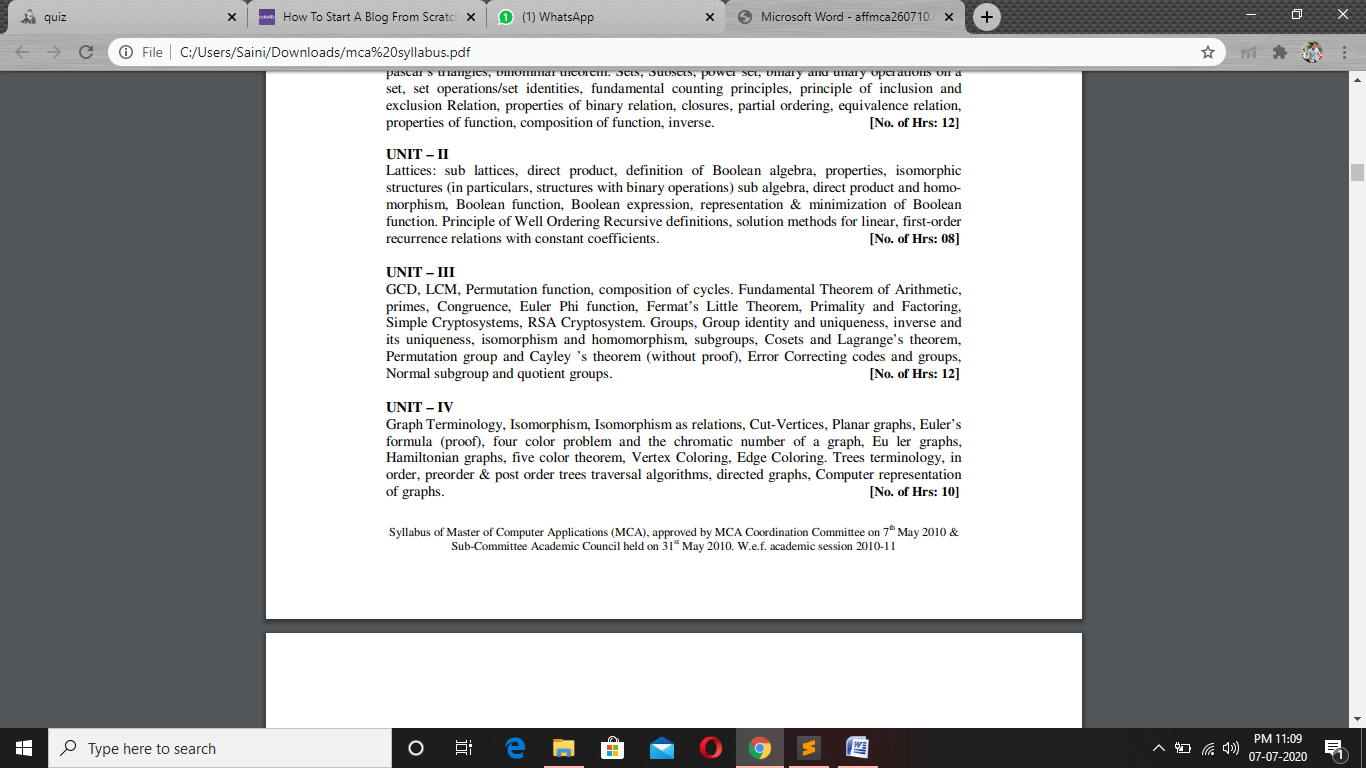 quiz
How To Start A Blog From Scratc
(1) WhatsApp
Microsoft Word - affmca260710.
File C:/Users/Saini/Downloads/mca%20syllabus.pdf
pascal's triangles, binominal theorem. Sets, Subsets, power set, binary and unary operations on a
set, set operations/set identities, fundamental counting principles, principle of inclusion and
exclusion Relation, properties of binary relation, closures, partial ordering, equivalence relation,
properties of function, composition of function, inverse. [No. of Hrs: 12]
UNIT – II
Lattices: sub lattices, direct product, definition of Boolean algebra, properties, isomorphic
structures (in particulars, structures with binary operations) sub algebra, direct product and homo-
morphism, Boolean function, Boolean expression, representation & minimization of Boolean
function. Principle of Well Ordering Recursive definitions, solution methods for linear, first-order
recurrence relations with constant coefficients. [No. of Hrs: 08]
UNIT – III
GCD, LCM, Permutation function, composition of cycles. Fundamental Theorem of Arithmetic,
primes, Congruence, Euler Phi function, Fermat's Little Theorem, Primality and Factoring,
Simple Cryptosystems, RSA Cryptosystem. Groups, Group identity and uniqueness, inverse and
its uniqueness, isomorphism and homomorphism, subgroups, Cosets and Lagrange's theorem,
Permutation group and Cayley 's theorem (without proof), Error Correcting codes and groups,
Normal subgroup and quotient groups. [No. of Hrs: 12]
UNIT – IV
Graph Terminology, Isomorphism, Isomorphism as relations, Cut-Vertices, Planar graphs, Euler's
formula (proof), four color problem and the chromatic number of a graph, Eu ler graphs,
Hamiltonian graphs, five color theorem, Vertex Coloring, Edge Coloring. Trees terminology, in
order, preorder & post order trees traversal algorithms, directed graphs, Computer representation
of graphs. [No. of Hrs: 10]
Syllabus of Master of Computer Applications (MCA), approved by MCA Coordination Committee on 7th May 2010 &
Sub-Committee Academic Council held on 31st May 2010. W.e.f. academic session 2010-11
Type here to search
PM 11:09
07-07-2020